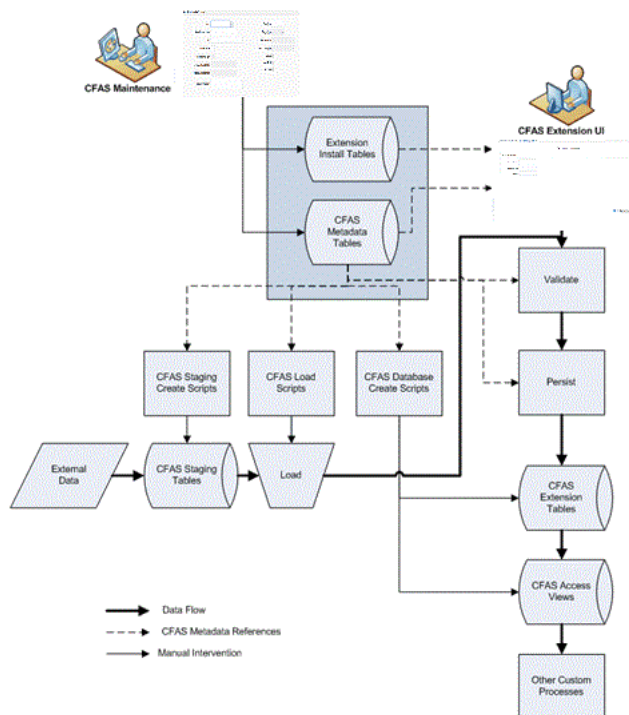 CFAS Maintenance
CFAS Extension UI
Extension
Install Tables
CFAS
Metadata
Tables
Validate
CFAS Staging
Create Scripts
CFAS Load
Scripts
CFAS Database
Create Scripts
Persist
External
Data
CFAS Staging
Tables
Load
CFAS
Extension
Tables
CFAS Access
Views
Data Flow
CFAS Metadata References
Manual Intervention
Other Custom
Processes